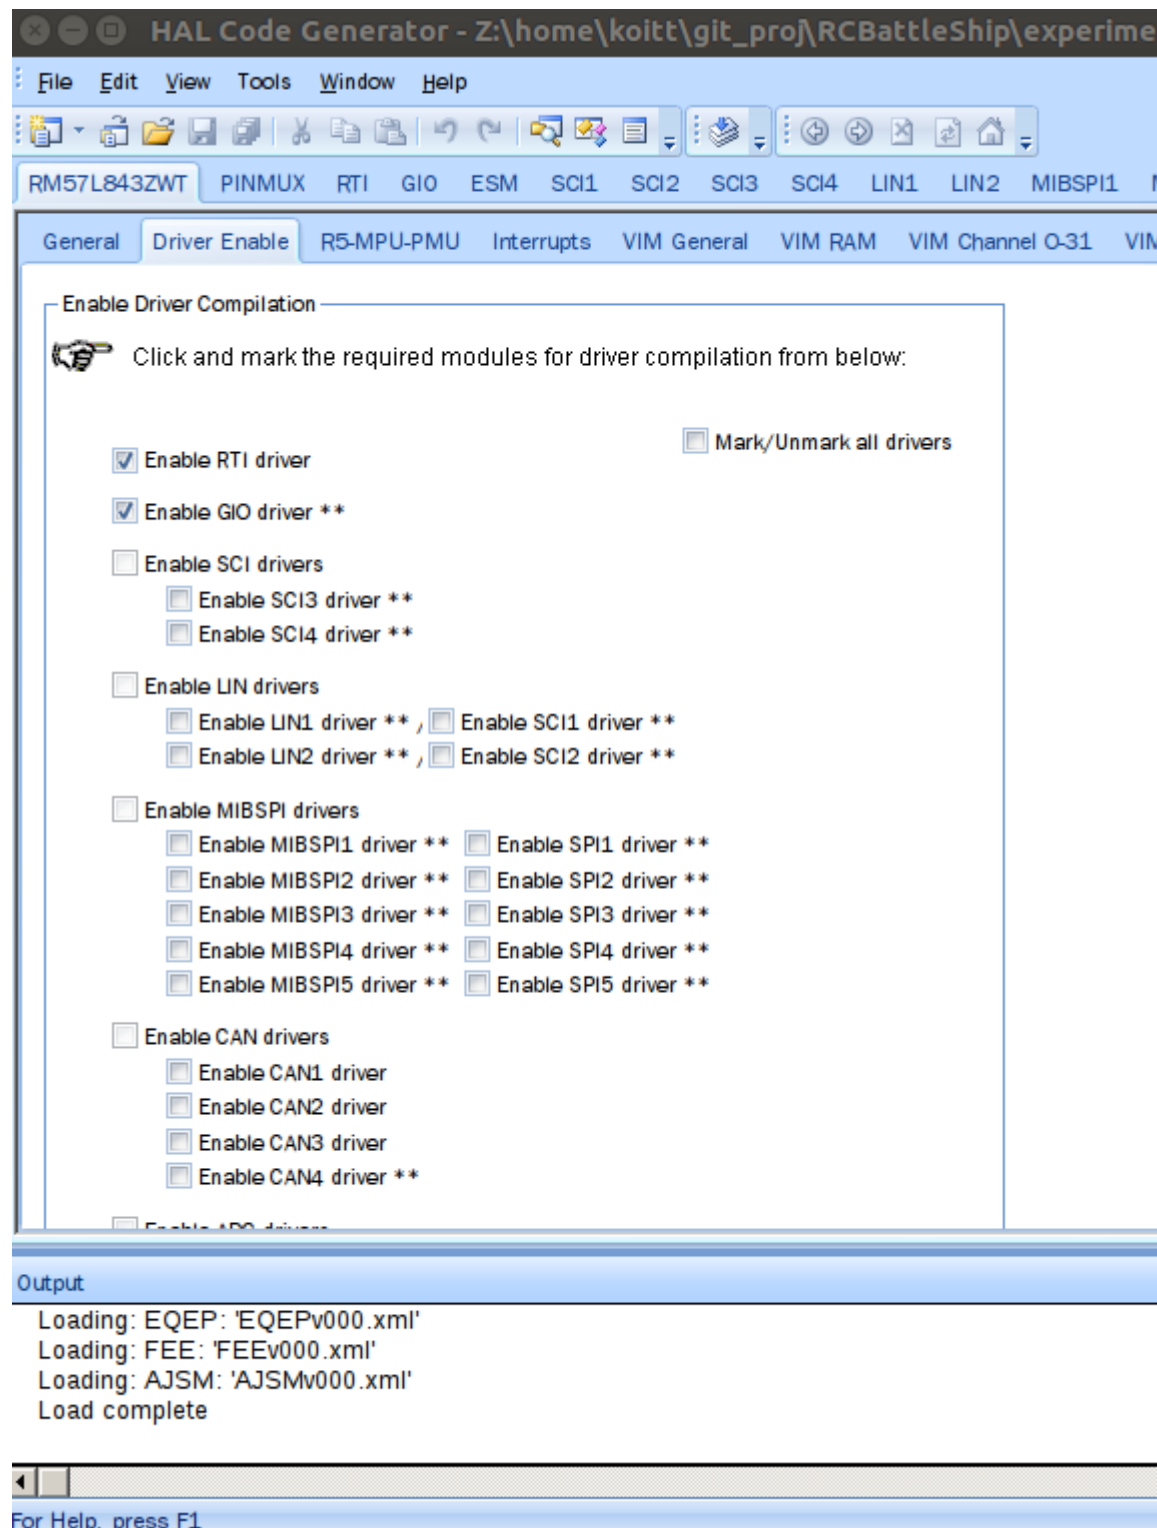 HAL Code Generator - Z:\home\koitt\git_proj\RCBattleShip\experime
File Edit View Tools Window Help
RM57L843ZWT PINMUX RTI GIO ESM SCI1 SCI2 SCI3 SCI4 LIN1 LIN2 MIBSPI1
General Driver Enable R5-MPU-PMU Interrupts VIM General VIM RAM VIM Channel 0-31 VIM
Enable Driver Compilation
Click and mark the required modules for driver compilation from below:
Mark/Unmark all drivers
Enable RTI driver
Enable GIO driver **
Enable SCI drivers
Enable SCI3 driver **
Enable SCI4 driver **
Enable LIN drivers
Enable LIN1 driver ** / Enable SCI1 driver **
Enable LIN2 driver ** / Enable SCI2 driver **
Enable MIBSPI drivers
Enable MIBSPI1 driver ** Enable SPI1 driver **
Enable MIBSPI2 driver ** Enable SPI2 driver **
Enable MIBSPI3 driver ** Enable SPI3 driver **
Enable MIBSPI4 driver ** Enable SPI4 driver **
Enable MIBSPI5 driver ** Enable SPI5 driver **
Enable CAN drivers
Enable CAN1 driver
Enable CAN2 driver
Enable CAN3 driver
Enable CAN4 driver **
Enable ADC drivers
Output
Loading: EQEP: 'EQEPv000.xml'
Loading: FEE: 'FEEv000.xml'
Loading: AJSM: 'AJSMv000.xml'
Load complete
For Help, press F1